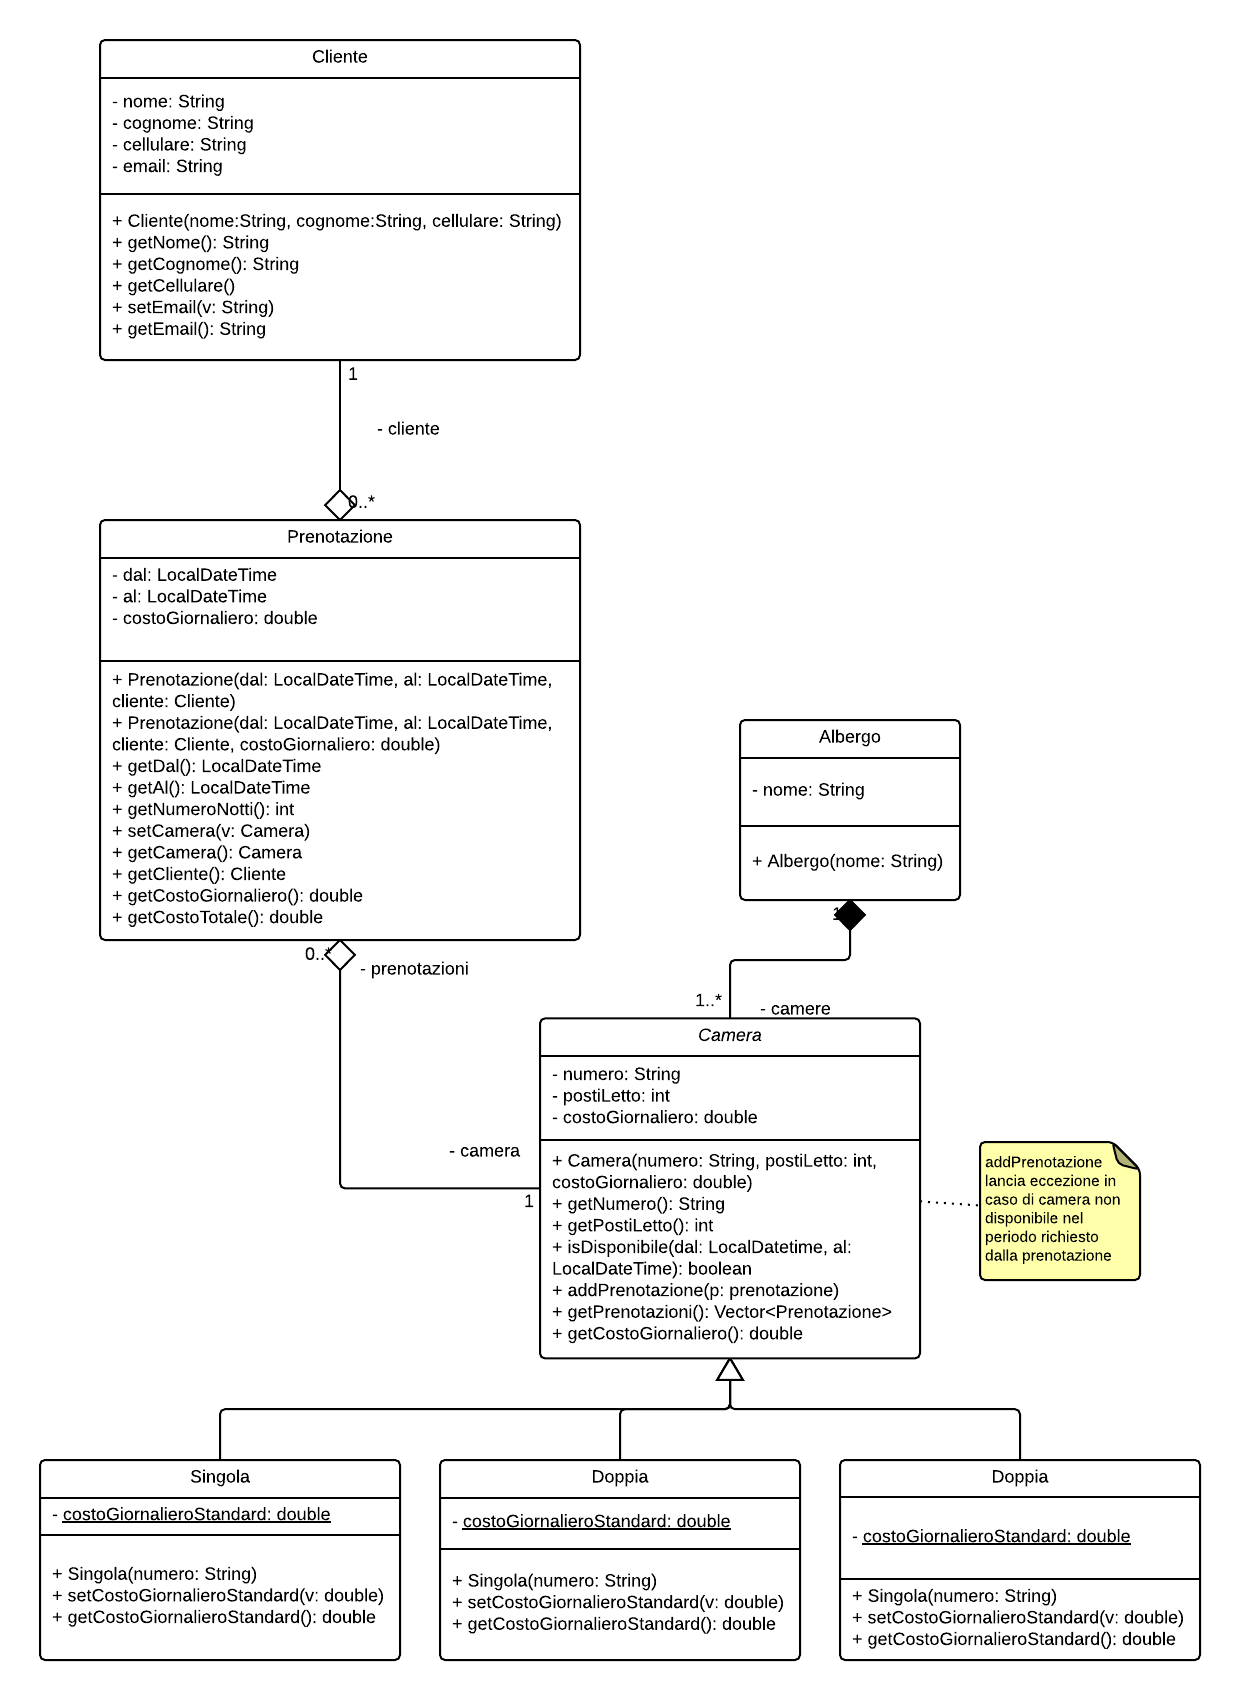 Cliente
- nome: String
- cognome: String
- cellulare: String
- email: String
+ Cliente(nome:String, cognome:String, cellulare: String)
+ getNome(): String
+ getCognome(): String
+ getCellulare()
+ setEmail(v: String)
+ getEmail(): String
1
- cliente
0..*
Prenotazione
- dal: LocalDateTime
- al: LocalDateTime
- costoGiornaliero: double
+ Prenotazione(dal: LocalDateTime, al: LocalDateTime,
cliente: Cliente)
+ Prenotazione(dal: LocalDatetime, al: LocalDateTime,
cliente: Cliente, costoGiornaliero: double)
+ getDal(): LocalDateTime
+ getAl(): LocalDateTime
+ getNumeroNotti(): int
+ setCamera(v: Camera)
+ getCamera(): Camera
+ getCliente(): Cliente
+ getCostoGiornaliero(): double
+ getCostoTotale(): double
0..*
- prenotazioni
Albergo
- nome: String
+ Albergo(nome: String)
1
1..*
- camere
- camera
1
Camera
- numero: String
- postiLetto: int
- costoGiornaliero: double
+ Camera(numero: String, postiLetto: int,
costoGiornaliero: double)
+ getNumero(): String
+ getPostiLetto(): int
+ isDisponibile(dal: LocalDatetime, al:
LocalDateTime): boolean
+ addPrenotazione(p: prenotazione)
+ getPrenotazioni(): Vector<Prenotazione>
+ getCostoGiornaliero(): double
addPrenotazione
lancia eccezione in
caso di camera non
disponibile nel
periodo richiesto
dalla prenotazione
Singola
- costoGiornalieroStandard: double
+ Singola(numero: String)
+ setCostoGiornalieroStandard(v: double)
+ getCostoGiornalieroStandard(): double
Doppia
- costoGiornalieroStandard: double
+ Singola(numero: String)
+ setCostoGiornalieroStandard(v: double)
+ getCostoGiornalieroStandard(): double
Doppia
- costoGiornalieroStandard: double
+ Singola(numero: String)
+ setCostoGiornalieroStandard(v: double)
+ getCostoGiornalieroStandard(): double